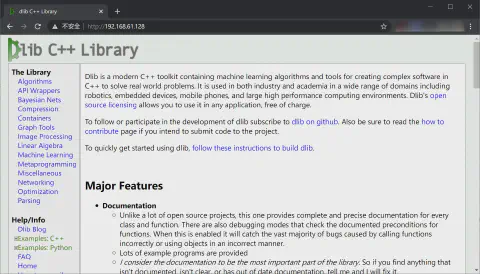 dlib C++ Library
不安全 | http://192.168.61.128
Dlib C++ Library
The Library
Algorithms
API Wrappers
Bayesian Nets
Compression
Containers
Graph Tools
Image Processing
Linear Algebra
Machine Learning
Metaprogramming
Miscellaneous
Networking
Optimization
Parsing
Help/Info
Dlib Blog
Examples: C++
Examples: Python
FAQ
Home
Dlib is a modern C++ toolkit containing machine learning algorithms and tools for creating complex software in
C++ to solve real world problems. It is used in both industry and academia in a wide range of domains including
robotics, embedded devices, mobile phones, and large high performance computing environments. Dlib's open
source licensing allows you to use it in any application, free of charge.
To follow or participate in the development of dlib subscribe to dlib on github. Also be sure to read the how to
contribute page if you intend to submit code to the project.
To quickly get started using dlib, follow these instructions to build dlib.
Major Features
Documentation
Unlike a lot of open source projects, this one provides complete and precise documentation for every
class and function. There are also debugging modes that check the documented preconditions for
functions. When this is enabled it will catch the vast majority of bugs caused by calling functions
incorrectly or using objects in an incorrect manner.
Lots of example programs are provided
I consider the documentation to be the most important part of the library. So if you find anything that
isn't documented, isn't clear, or has out of date documentation, tell me and I will fix it.